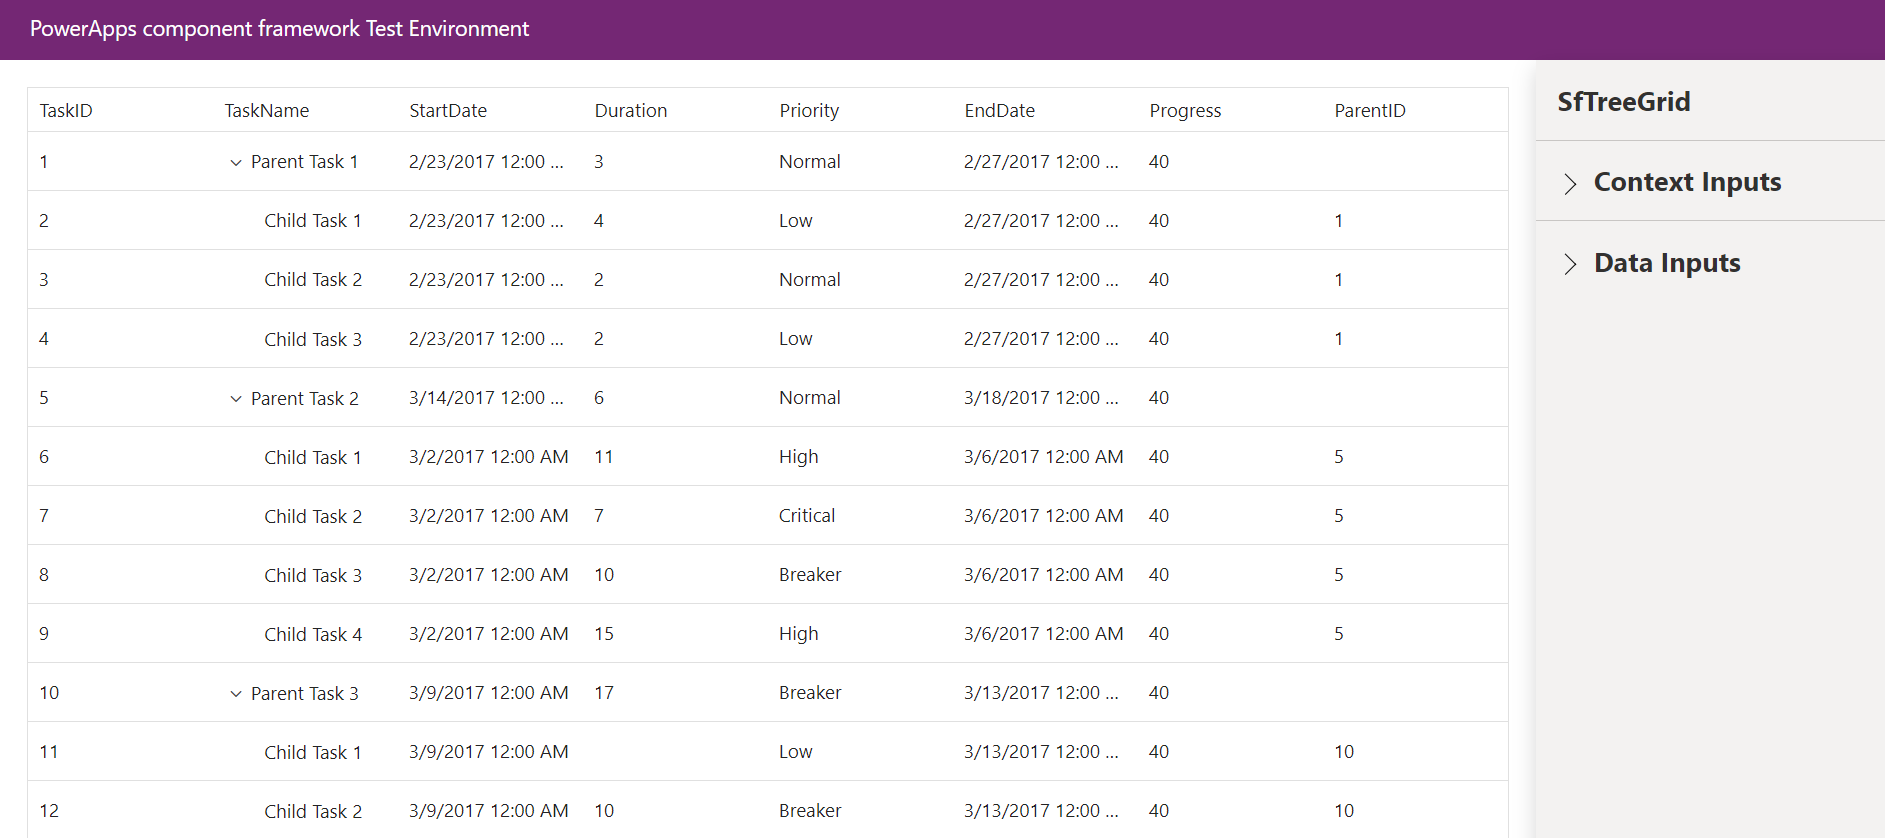 PowerApps component framework Test Environment
TaskID TaskName StartDate Duration Priority EndDate Progress ParentID
1 Parent Task 1 2/23/2017 12:00 ... 3 Normal 2/27/2017 12:00 ... 40
2 Child Task 1 2/23/2017 12:00 ... 4 Low 2/27/2017 12:00 ... 40 1
3 Child Task 2 2/23/2017 12:00 ... 2 Normal 2/27/2017 12:00 ... 40 1
4 Child Task 3 2/23/2017 12:00 ... 2 Low 2/27/2017 12:00 ... 40 1
5 Parent Task 2 3/14/2017 12:00 ... 6 Normal 3/18/2017 12:00 ... 40
6 Child Task 1 3/2/2017 12:00 AM 11 High 3/6/2017 12:00 AM 40 5
7 Child Task 2 3/2/2017 12:00 AM 7 Critical 3/6/2017 12:00 AM 40 5
8 Child Task 3 3/2/2017 12:00 AM 10 Breaker 3/6/2017 12:00 AM 40 5
9 Child Task 4 3/2/2017 12:00 AM 15 High 3/6/2017 12:00 AM 40 5
10 Parent Task 3 3/9/2017 12:00 AM 17 Breaker 3/13/2017 12:00 ... 40
11 Child Task 1 3/9/2017 12:00 AM Low 3/13/2017 12:00 ... 40 10
12 Child Task 2 3/9/2017 12:00 AM 10 Breaker 3/13/2017 12:00 ... 40 10
SfTreeGrid
Context Inputs
Data Inputs